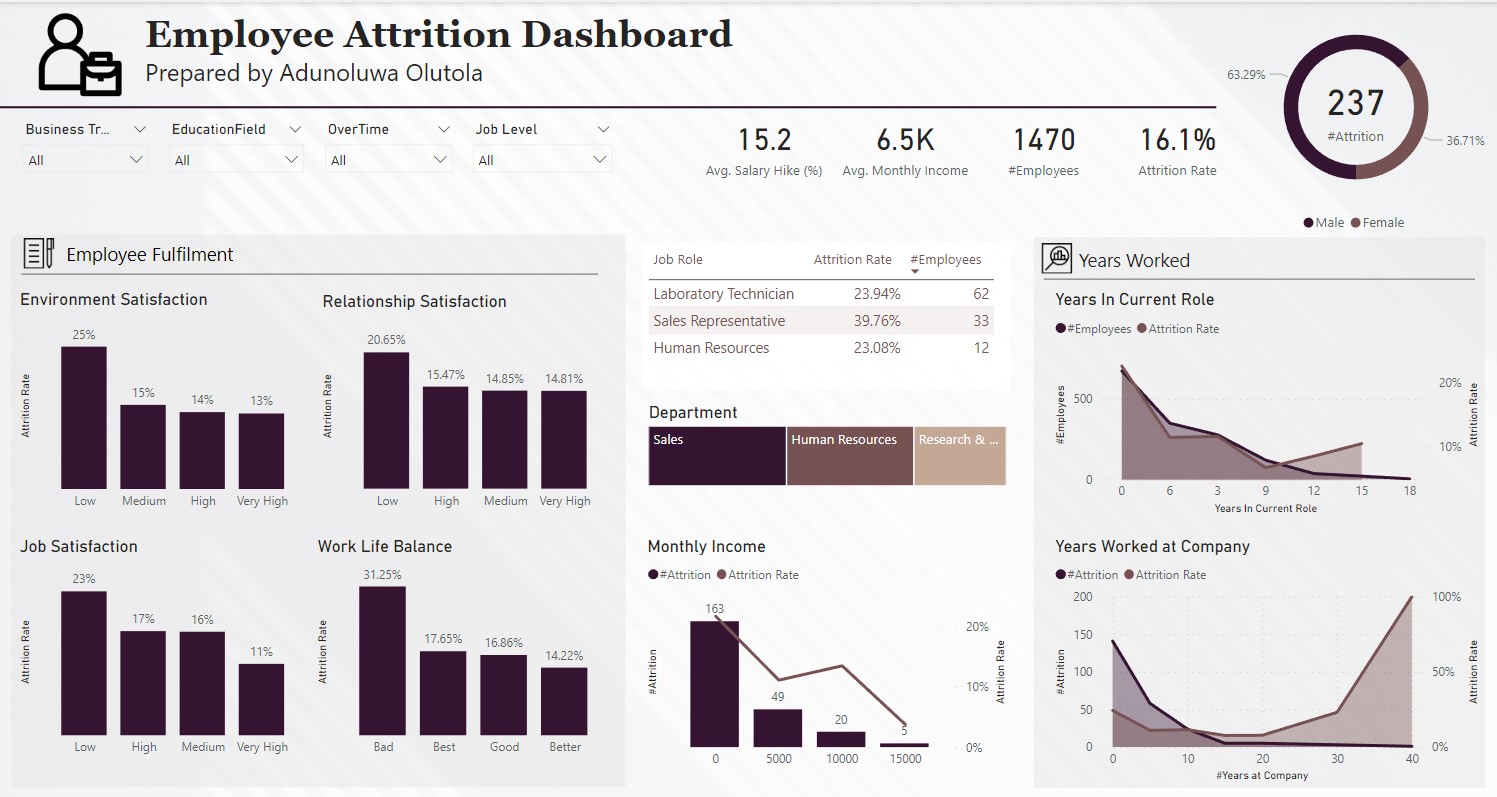 Employee Attrition Dashboard
Prepared by Adunoluwa Olutola
63.29%
237
#Attrition
36.71%
Male Female
Business Tr... EducationField OverTime Job Level
All All All All
15.2 6.5K 1470 16.1%
Avg. Salary Hike (%) Avg. Monthly Income #Employees Attrition Rate
Employee Fulfilment
Environment Satisfaction
Attrition Rate
25% 15% 14% 13%
Low Medium High Very High
Relationship Satisfaction
Attrition Rate
20.65% 15.47% 14.85% 14.81%
Low High Medium Very High
Job Satisfaction
Attrition Rate
23% 17% 16% 11%
Low High Medium Very High
Work Life Balance
Attrition Rate
31.25% 17.65% 16.86% 14.22%
Bad Best Good Better
Job Role Attrition Rate #Employees
Laboratory Technician 23.94% 62
Sales Representative 39.76% 33
Human Resources 23.08% 12
Department
Sales Human Resources Research & ...
Monthly Income
#Attrition Attrition Rate
#Attrition
163 49 20 5
20%
10%
0%
Attrition Rate
0 5000 10000 15000
Years Worked
Years In Current Role
#Employees Attrition Rate
#Employees
500
0
20%
10%
Attrition Rate
0 6 3 9 12 15 18
Years In Current Role
Years Worked at Company
#Attrition Attrition Rate
#Attrition
200
150
100
50
0
100%
50%
0%
Attrition Rate
0 10 20 30 40
#Years at Company